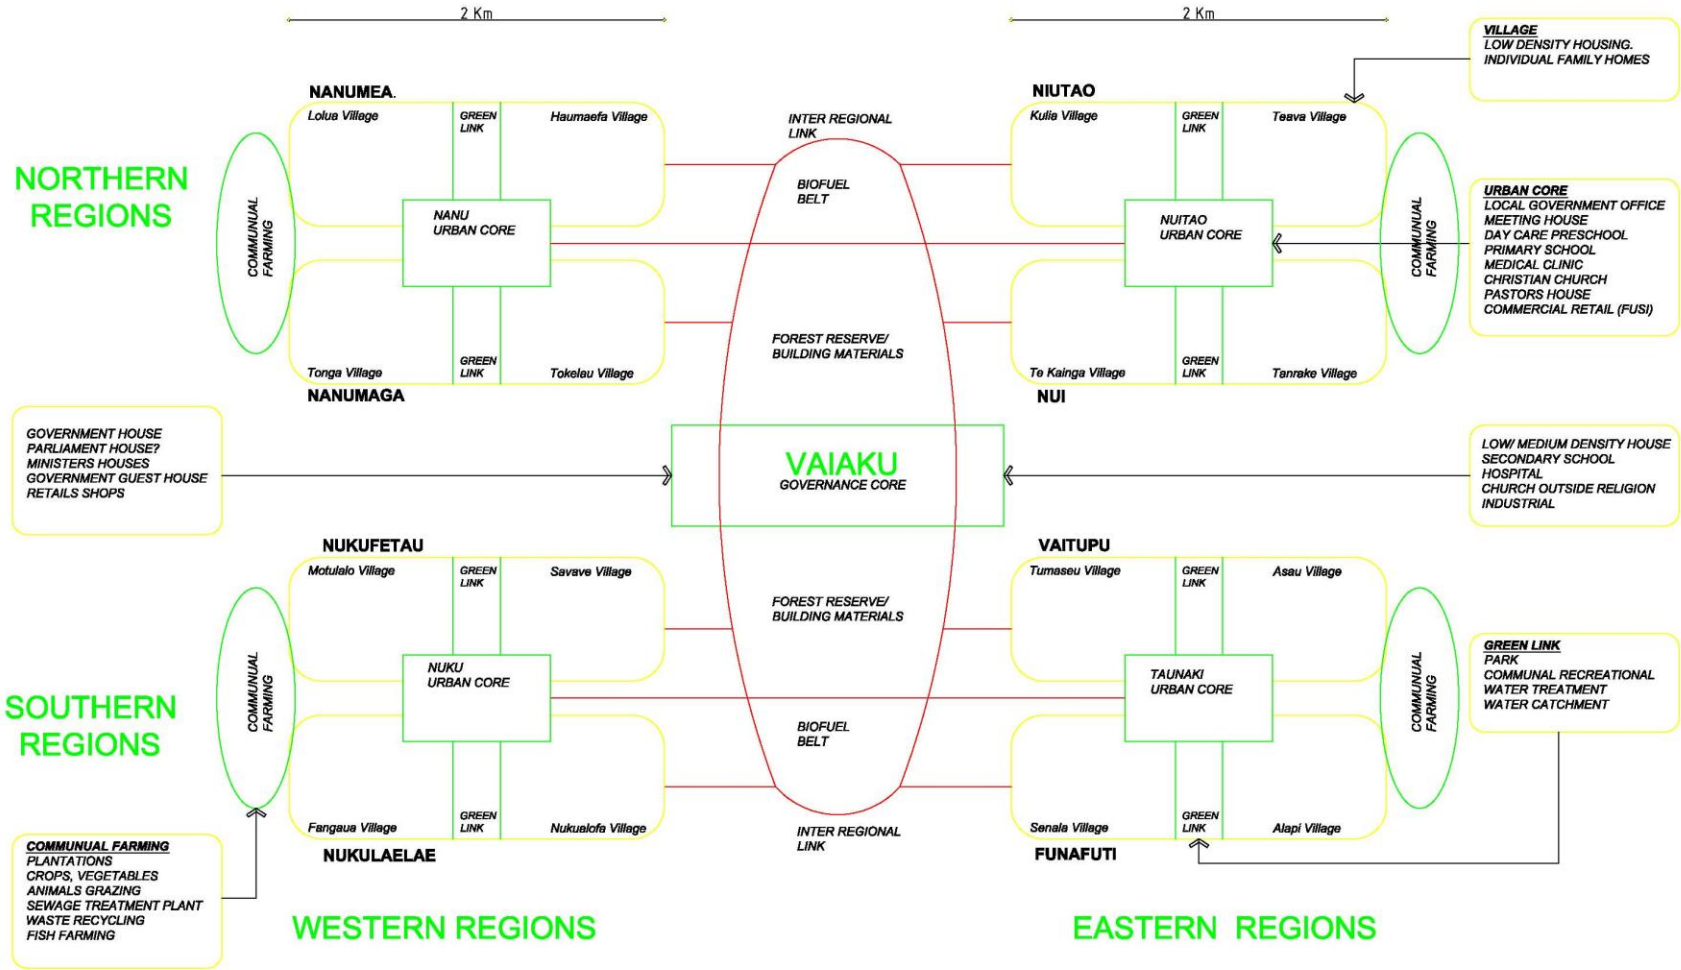 2 Km
2 Km
VILLAGE
LOW DENSITY HOUSING.
INDIVIDUAL FAMILY HOMES
NANUMEA.
Lolua Village
GREEN
LINK
Haumaefa Village
INTER REGIONAL
LINK
NIUTAO
Kulia Village
GREEN
LINK
Teava Village
NORTHERN
REGIONS
COMMUNUAL
FARMING
NANU
URBAN CORE
BIOFUEL
BELT
NUITAO
URBAN CORE
COMMUNUAL
FARMING
URBAN CORE
LOCAL GOVERNMENT OFFICE
MEETING HOUSE
DAY CARE PRESCHOOL
PRIMARY SCHOOL
MEDICAL CLINIC
CHRISTIAN CHURCH
PASTORS HOUSE
COMMERCIAL RETAIL (FUSI)
FOREST RESERVE/
BUILDING MATERIALS
Tonga Village
GREEN
LINK
Tokelau Village
NANUMAGA
Te Kainga Village
GREEN
LINK
Tanrake Village
NUI
GOVERNMENT HOUSE
PARLIAMENT HOUSE?
MINISTERS HOUSES
GOVERNMENT GUEST HOUSE
RETAILS SHOPS
VAIAKU
GOVERNANCE CORE
LOW/ MEDIUM DENSITY HOUSE
SECONDARY SCHOOL
HOSPITAL
CHURCH OUTSIDE RELIGION
INDUSTRIAL
NUKUFETAU
Motulalo Village
GREEN
LINK
Savave Village
VAITUPU
Tumaseu Village
GREEN
LINK
Asau Village
FOREST RESERVE/
BUILDING MATERIALS
SOUTHERN
REGIONS
COMMUNUAL
FARMING
NUKU
URBAN CORE
TAUNAKI
URBAN CORE
COMMUNUAL
FARMING
GREEN LINK
PARK
COMMUNAL RECREATIONAL
WATER TREATMENT
WATER CATCHMENT
BIOFUEL
BELT
Fangaua Village
GREEN
LINK
Nukualofa Village
NUKULAELAE
INTER REGIONAL
LINK
Senala Village
GREEN
LINK
Alapi Village
FUNAFUTI
COMMUNUAL FARMING
PLANTATIONS
CROPS, VEGETABLES
ANIMALS GRAZING
SEWAGE TREATMENT PLANT
WASTE RECYCLING
FISH FARMING
WESTERN REGIONS
EASTERN REGIONS